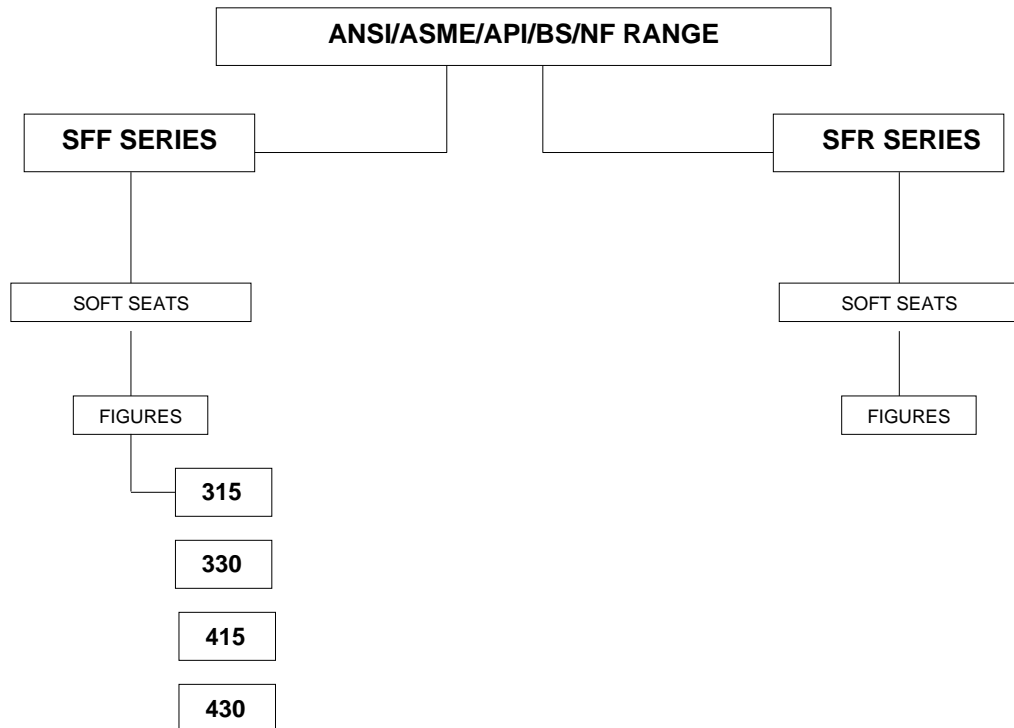 ANSI/ASME/API/BS/NF RANGE
SFF SERIES
SFR SERIES
SOFT SEATS
SOFT SEATS
FIGURES
FIGURES
315
330
415
430